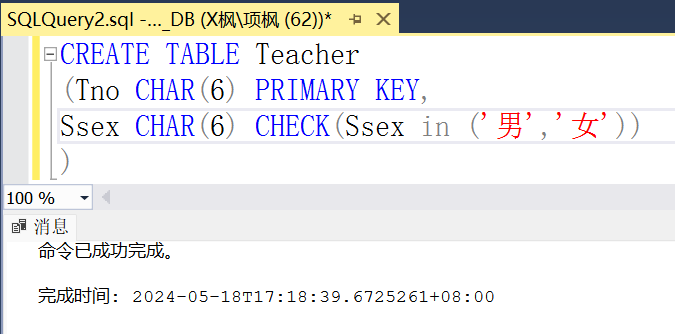 SQLQuery2.sql -..._DB (X枫\项枫 (62))*
CREATE TABLE Teacher
(Tno CHAR(6) PRIMARY KEY,
Ssex CHAR(6) CHECK(Ssex in ('男','女'))
)
100 %
消息
命令已成功完成。
完成时间: 2024-05-18T17:18:39.6725261+08:00